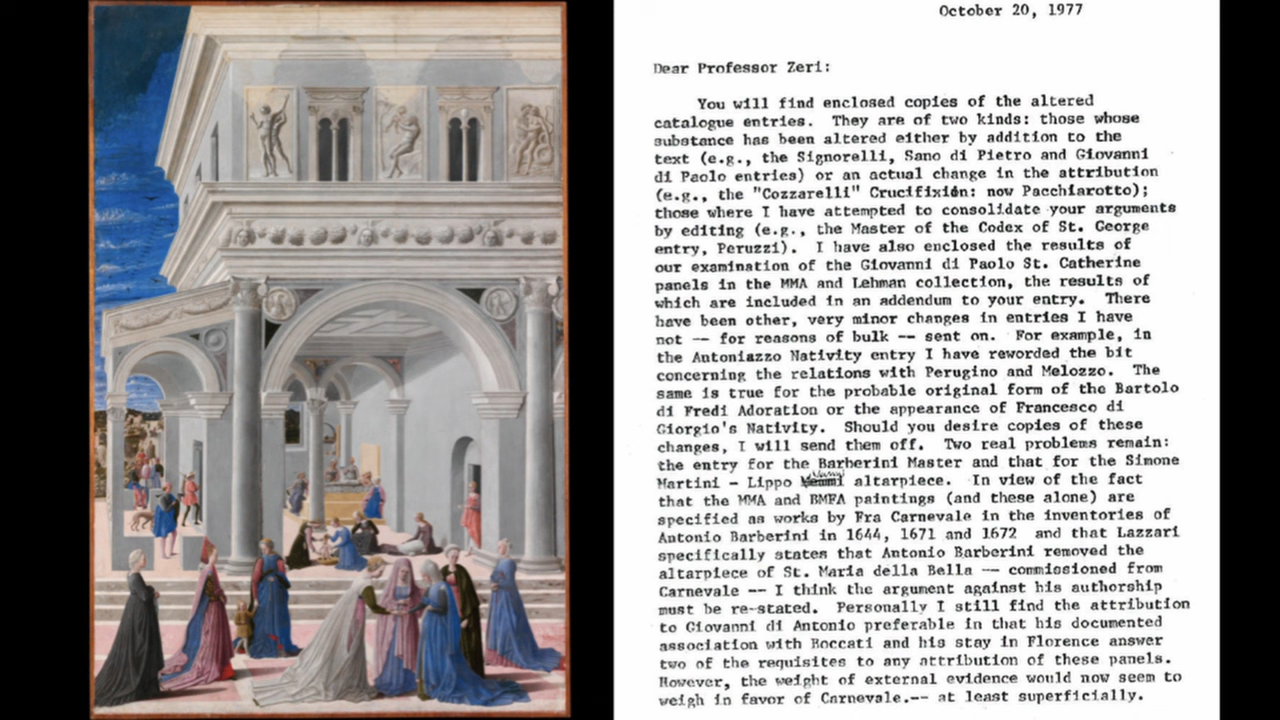 October 20, 1977
Dear Professor Zeri:
You will find enclosed copies of the altered
catalogue entries. They are of two kinds: those whose
substance has been altered either by addition to the
text (e.g., the Signorelli, Sano di Pietro and Giovanni
di Paolo entries) or an actual change in the attribution
(e.g., the "Cozzarelli" Crucifixion: now Pacchiarotto);
those where I have attempted to consolidate your arguments
by editing (e.g., the Master of the Codex of St. George
entry, Peruzzi). I have also enclosed the results of
our examination of the Giovanni di Paolo St. Catherine
panels in the MMA and Lehman collection, the results of
which are included in an addendum to your entry. There
have been other, very minor changes in entries I have
not -- for reasons of bulk -- sent on. For example, in
the Antoniazzo Nativity entry I have reworded the bit
concerning the relations with Perugino and Melozzo. The
same is true for the probable original form of the Bartolo
di Fredi Adoration or the appearance of Francesco di
Giorgio's Nativity. Should you desire copies of these
changes, I will send them off. Two real problems remain:
the entry for the Barberini Master and that for the Simone
Martini - Lippo altarpiece. In view of the fact
that the MMA and BMFA paintings (and these alone) are
specified as works by Fra Carnevale in the inventories of
Antonio Barberini in 1644, 1671 and 1672 and that Lazzari
specifically states that Antonio Barberini removed the
altarpiece of St. Maria della Bella -- commissioned from
Carnevale -- I think the argument against his authorship
must be re-stated. Personally I still find the attribution
to Giovanni di Antonio preferable in that his documented
association with Boccati and his stay in Florence answer
two of the requisites to any attribution of these panels.
However, the weight of external evidence would now seem to
weigh in favor of Carnevale.-- at least superficially.